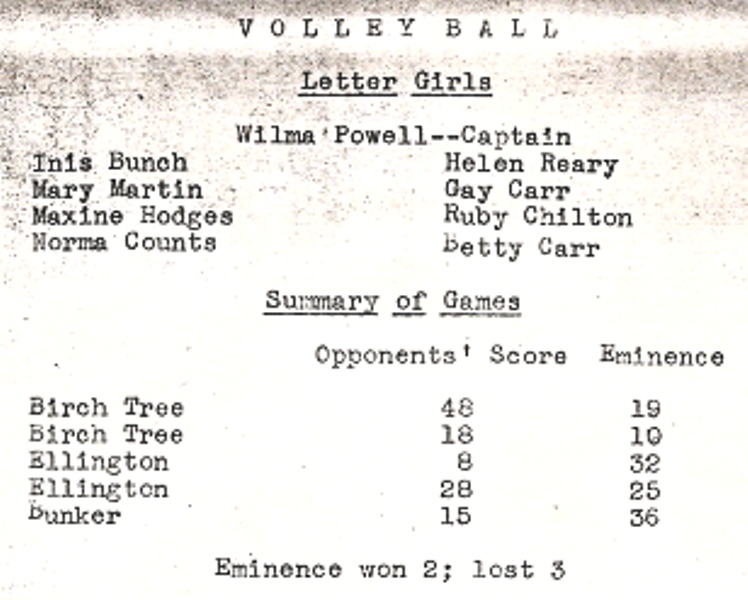 VOLLEY BALL
Letter Girls
Wilma Powell--Captain
Inis Bunch Helen Reary
Mary Martin Gay Carr
Maxine Hodges Ruby Chilton
Norma Counts Betty Carr
Summary of Games
Opponents' Score Eminence
Birch Tree 48 19
Birch Tree 18 10
Ellington 8 32
Ellington 28 25
Bunker 15 36
Eminence won 2; lost 3